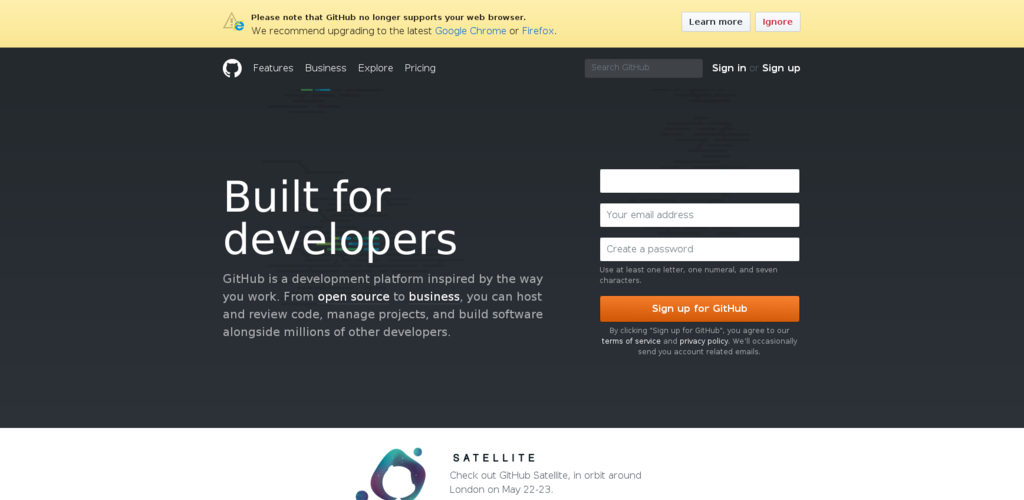 Please note that GitHub no longer supports your web browser.
We recommend upgrading to the latest Google Chrome or Firefox.
Learn more
Ignore
Features
Business
Explore
Pricing
Search GitHub
Sign in or Sign up
Built for
developers
GitHub is a development platform inspired by the way
you work. From open source to business, you can host
and review code, manage projects, and build software
alongside millions of other developers.
Your email address
Create a password
Use at least one letter, one numeral, and seven
characters.
Sign up for GitHub
By clicking "Sign up for GitHub", you agree to our
terms of service and privacy policy. We'll occasionally
send you account related emails.
SATELLITE
Check out GitHub Satellite, in orbit around
London on May 22-23.